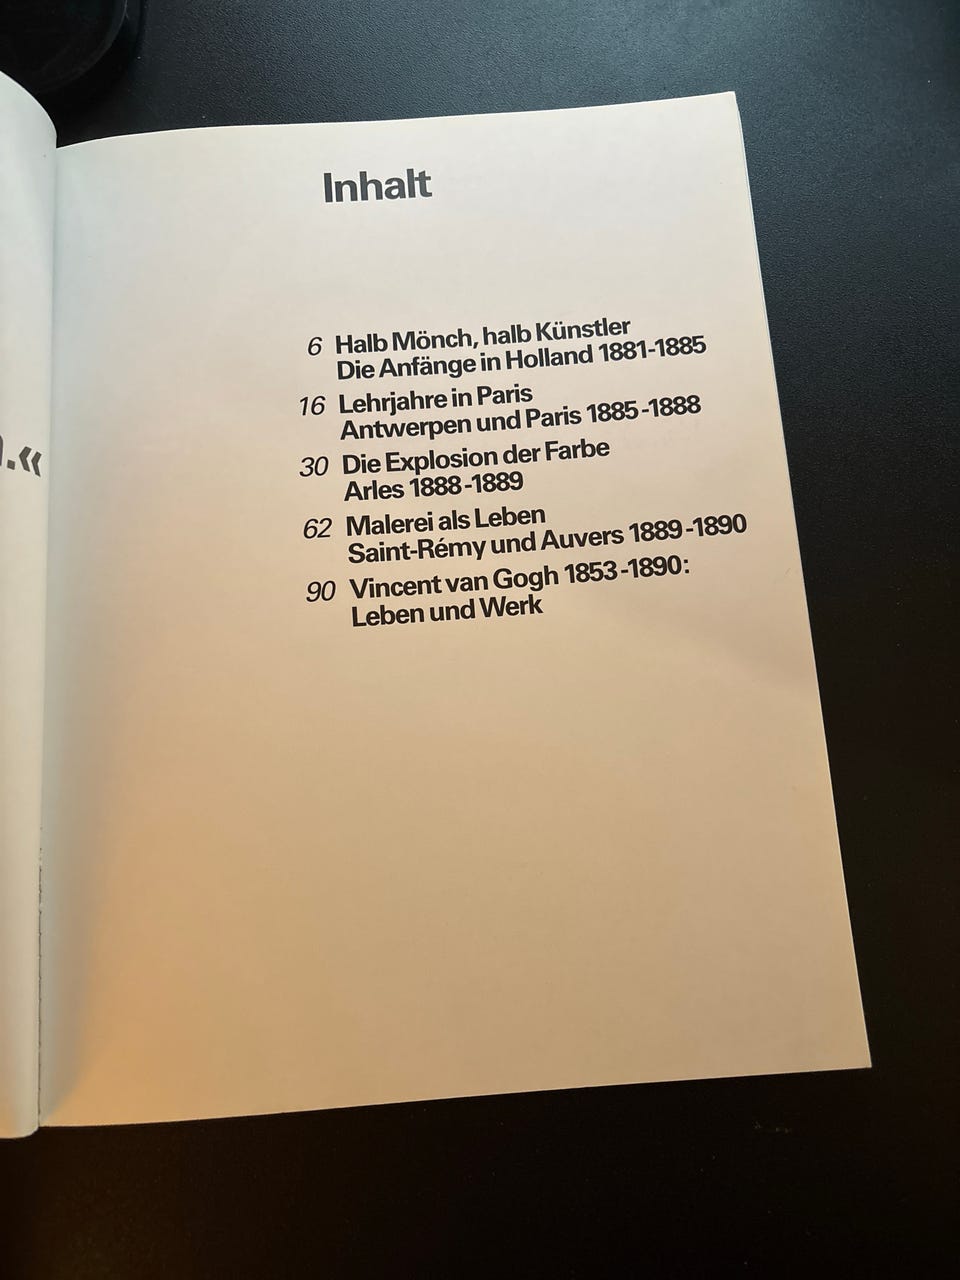 .«
Inhalt
6 Halb Mönch, halb Künstler
Die Anfänge in Holland 1881-1885
16 Lehrjahre in Paris
Antwerpen und Paris 1885-1888
30 Die Explosion der Farbe
Arles 1888-1889
62 Malerei als Leben
Saint-Rémy und Auvers 1889-1890
90 Vincent van Gogh 1853-1890:
Leben und Werk